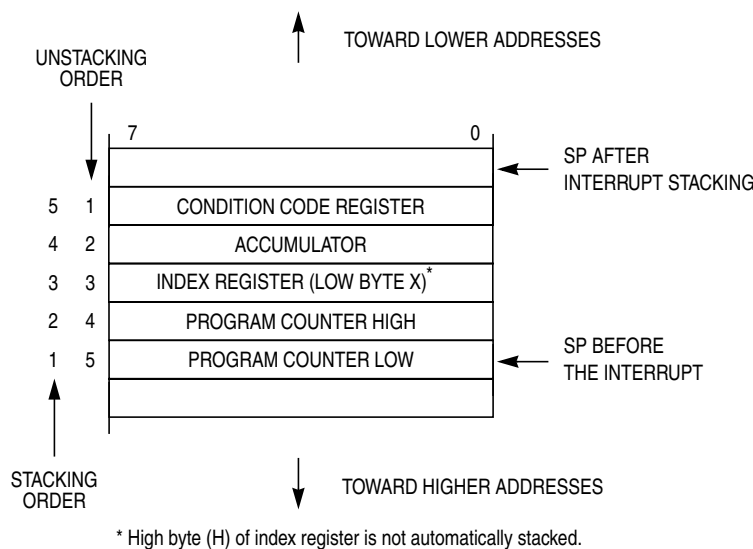 TOWARD LOWER ADDRESSES
UNSTACKING
ORDER
7 0
SP AFTER
INTERRUPT STACKING
5 1 CONDITION CODE REGISTER
4 2 ACCUMULATOR
3 3 INDEX REGISTER (LOW BYTE X)*
2 4 PROGRAM COUNTER HIGH
1 5 PROGRAM COUNTER LOW
SP BEFORE
THE INTERRUPT
STACKING
ORDER
TOWARD HIGHER ADDRESSES
* High byte (H) of index register is not automatically stacked.